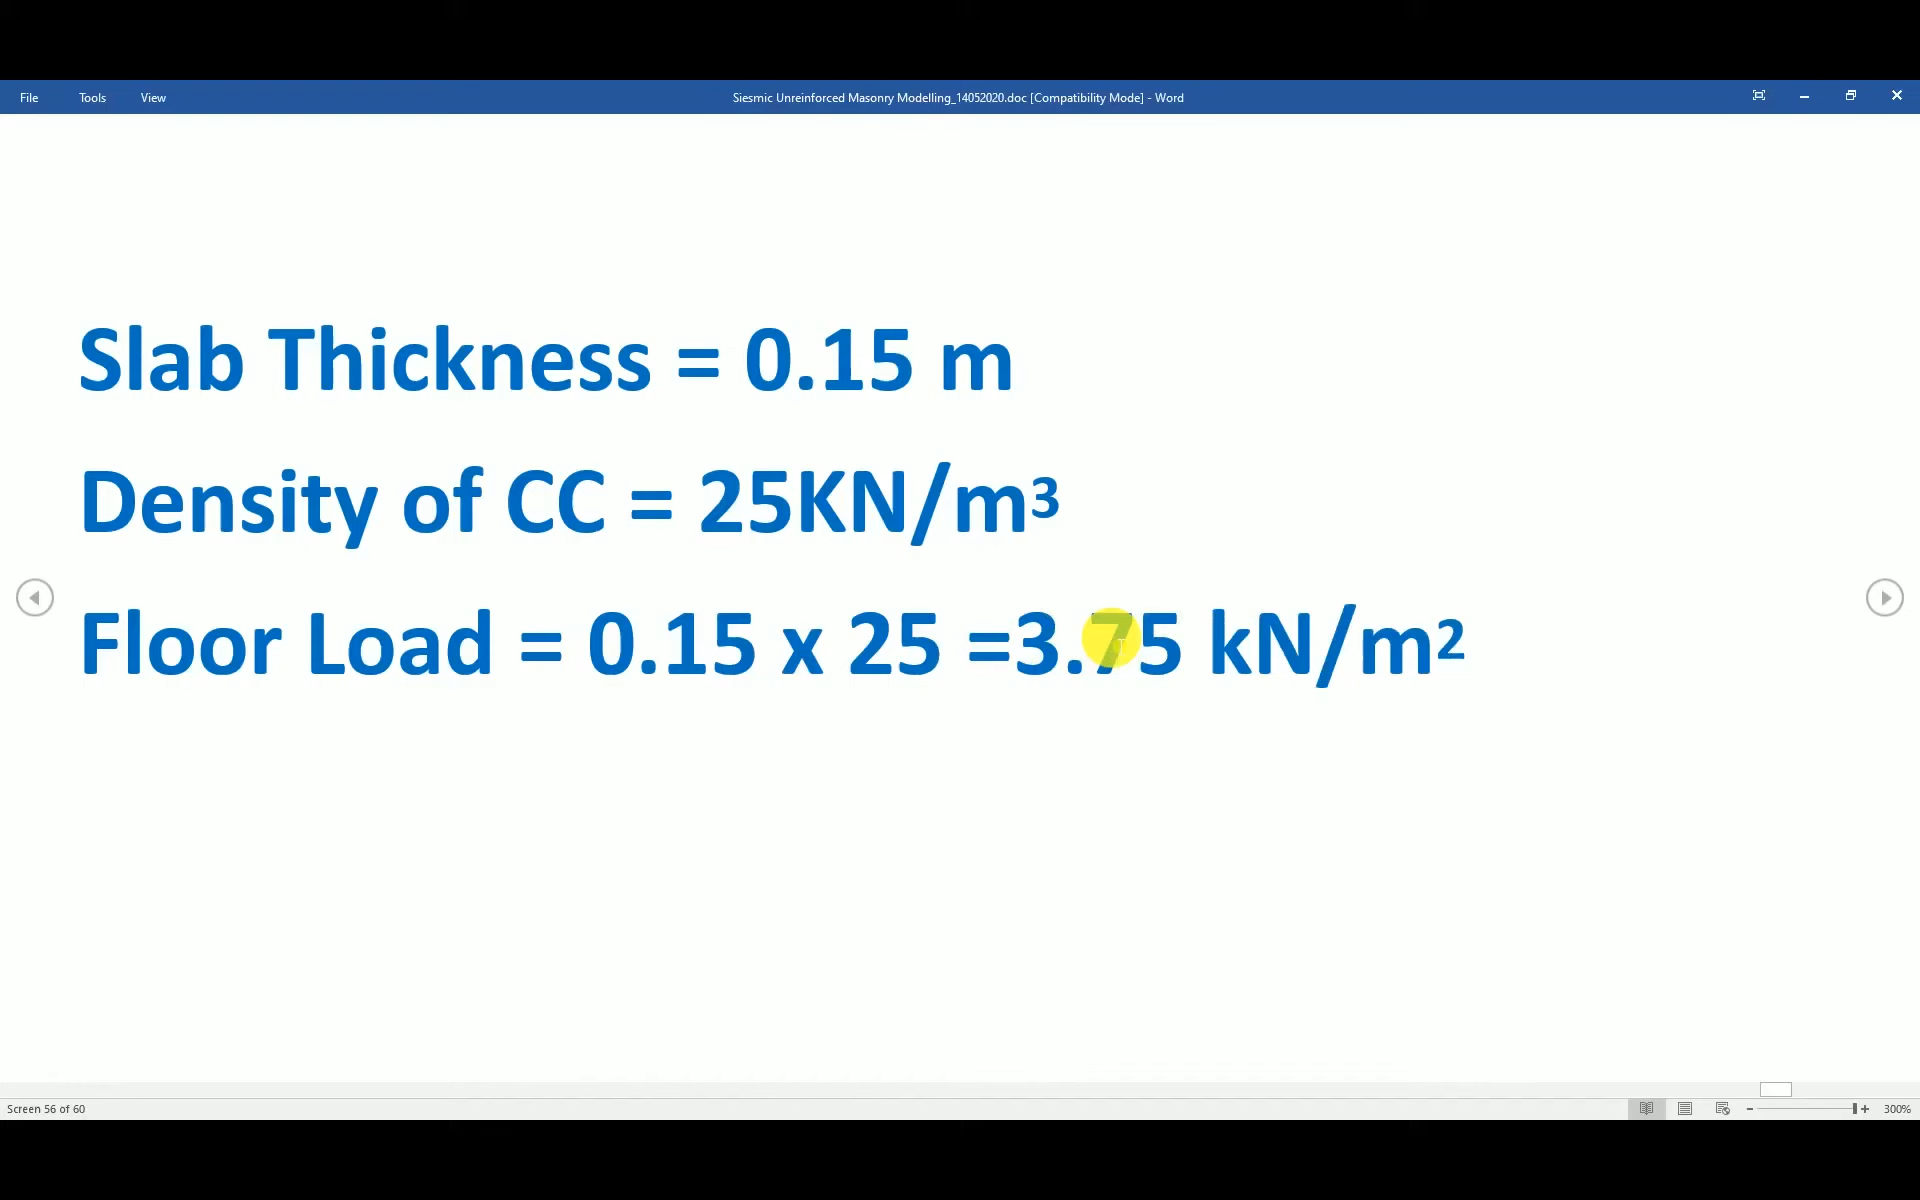 File Tools View Siesmic Unreinforced Masonry Modelling_14052020.doc [Compatibility Mode] - Word
Slab Thickness = 0.15 m
Density of CC = 25KN/m³
Floor Load = 0.15 x 25 =3.75 kN/m²
Screen 56 of 60 300%